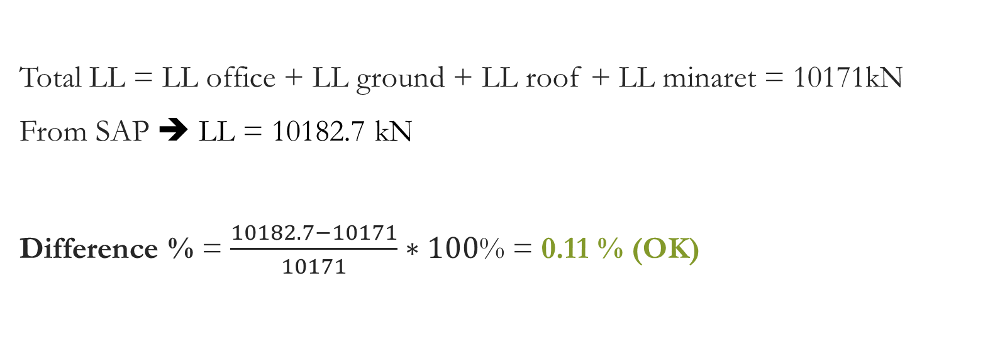 Total LL = LL office + LL ground + LL roof + LL minaret = 10171kN
From SAP ➔ LL = 10182.7 kN
Difference % = \frac{10182.7−10171}{10171} ∗ 100% = 0.11 % (OK)